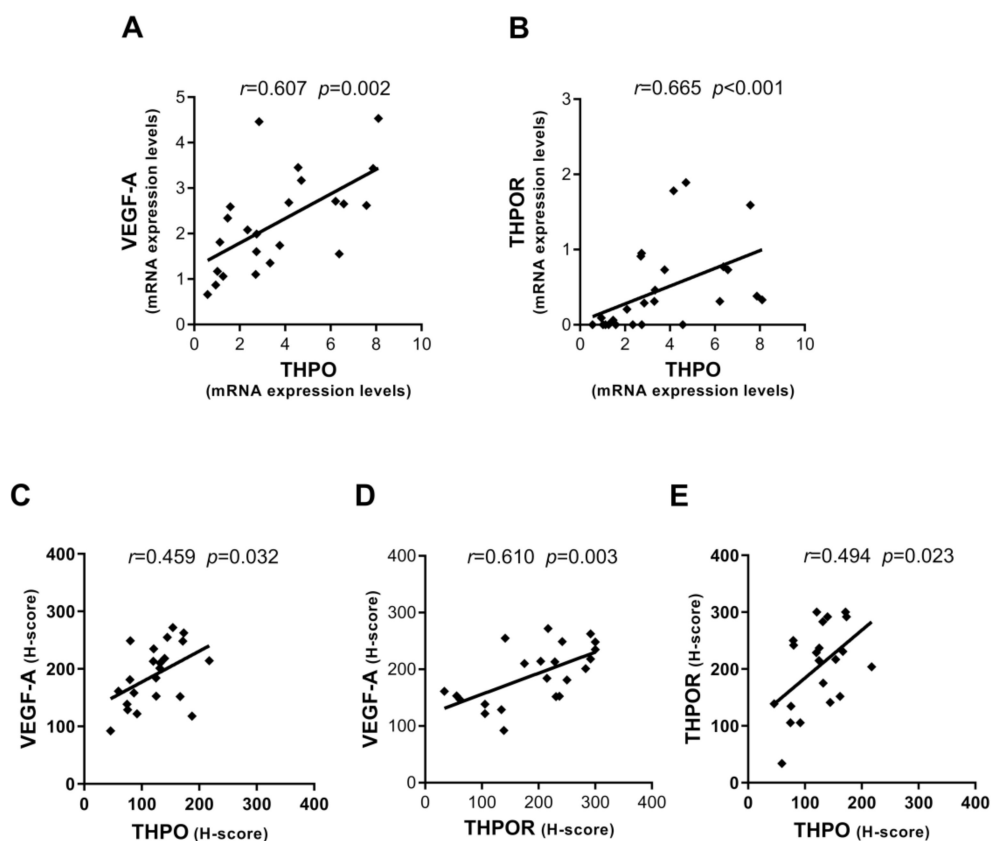 A
r=0.607 p=0.002
VEGF-A
(mRNA expression levels)
5
4
3
2
1
0
0 2 4 6 8 10
THPO
(mRNA expression levels)
B
r=0.665 p<0.001
THPOR
(mRNA expression levels)
3
2
1
0
0 2 4 6 8 10
THPO
(mRNA expression levels)
C
r=0.459 p=0.032
VEGF-A (H-score)
400
300
200
100
0
0 100 200 300 400
THPO (H-score)
D
r=0.610 p=0.003
VEGF-A (H-score)
400
300
200
100
0
0 100 200 300 400
THPOR (H-score)
E
r=0.494 p=0.023
THPOR (H-score)
400
300
200
100
0
0 100 200 300 400
THPO (H-score)